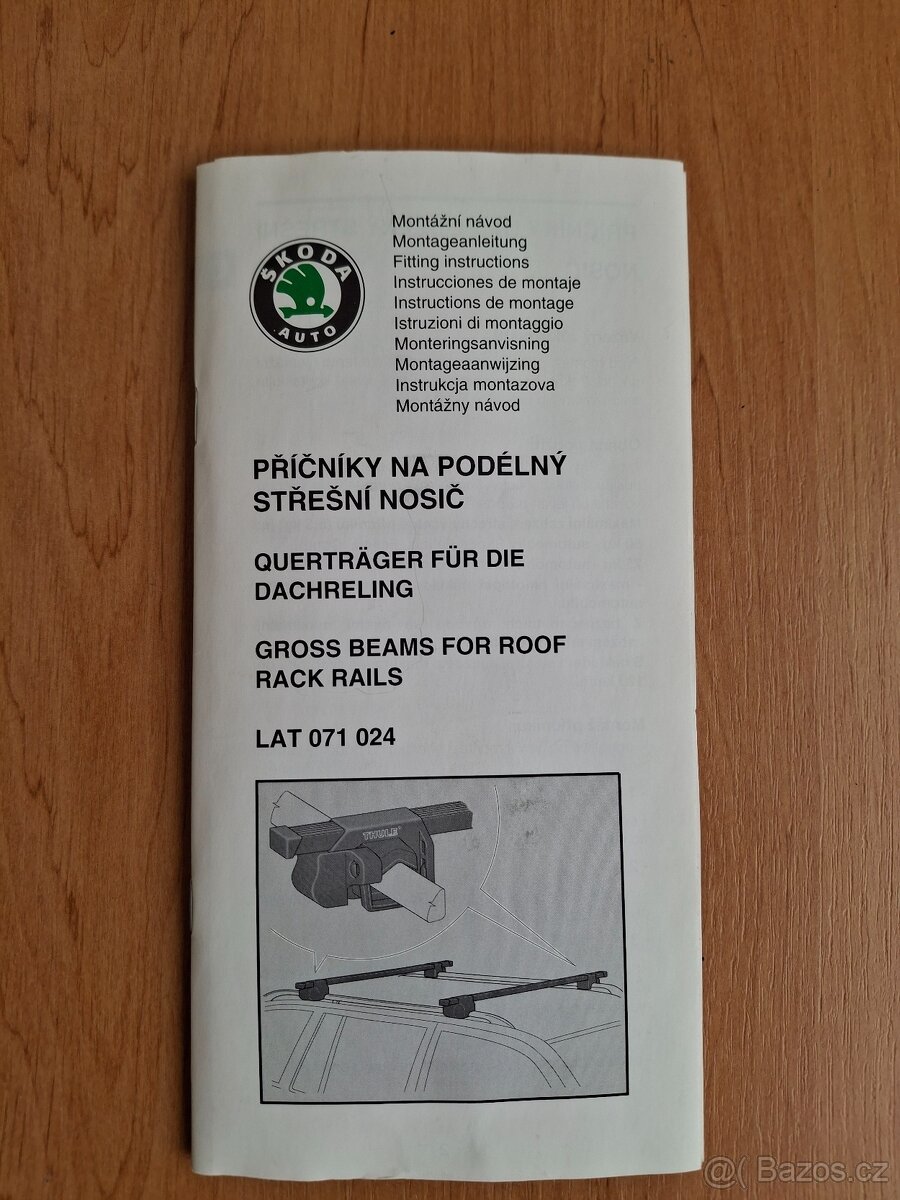 ŠKODA
AUTO
Montážní návod
Montageanleitung
Fitting instructions
Instrucciones de montaje
Instructions de montage
Istruzioni di montaggio
Monteringsanvisning
Montageaanwijzing
Instrukcja montazova
Montážny návod
PŘÍČNÍKY NA PODÉLNÝ
STŘEŠNÍ NOSIČ
QUERTRÄGER FÜR DIE
DACHRELING
GROSS BEAMS FOR ROOF
RACK RAILS
LAT 071 024
THULE
@( Bazos.cz